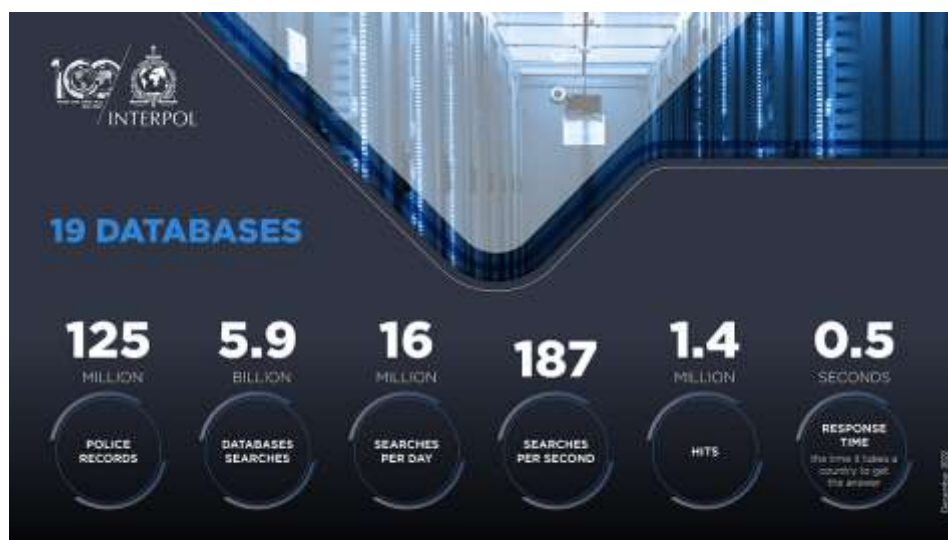 INTERPOL
19 DATABASES
125
MILLION
POLICE
RECORDS
5.9
BILLION
DATABASES
SEARCHES
16
MILLION
SEARCHES
PER DAY
187
SEARCHES
PER SECOND
1.4
MILLION
HITS
0.5
SECONDS
RESPONSE
TIME
the time it takes a
country to get
the answer
December 2022